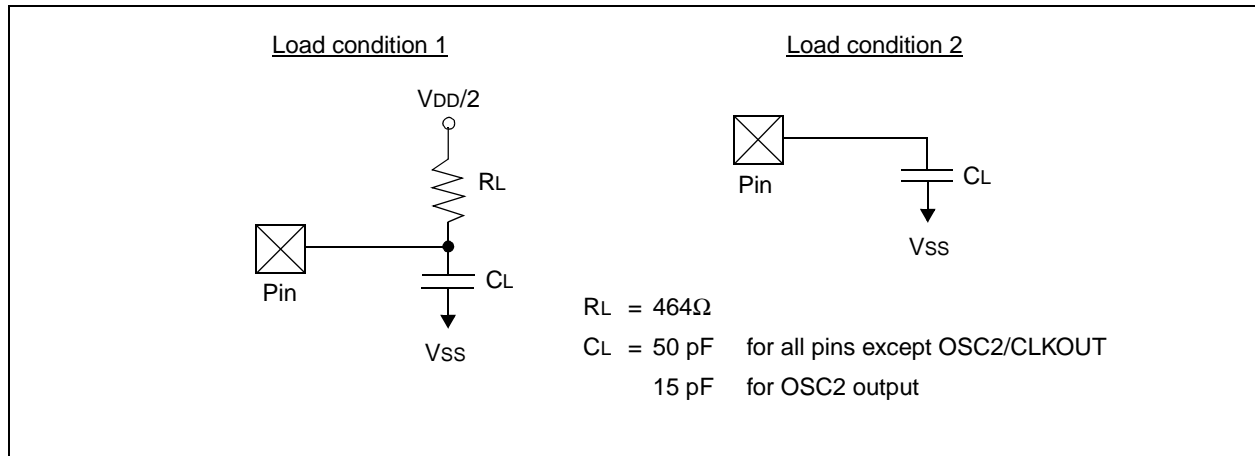 Load condition 1
VDD/2
RL
Pin
CL
VSS
Load condition 2
Pin
CL
VSS
RL = 464Ω
CL = 50 pF for all pins except OSC2/CLKOUT
15 pF for OSC2 output